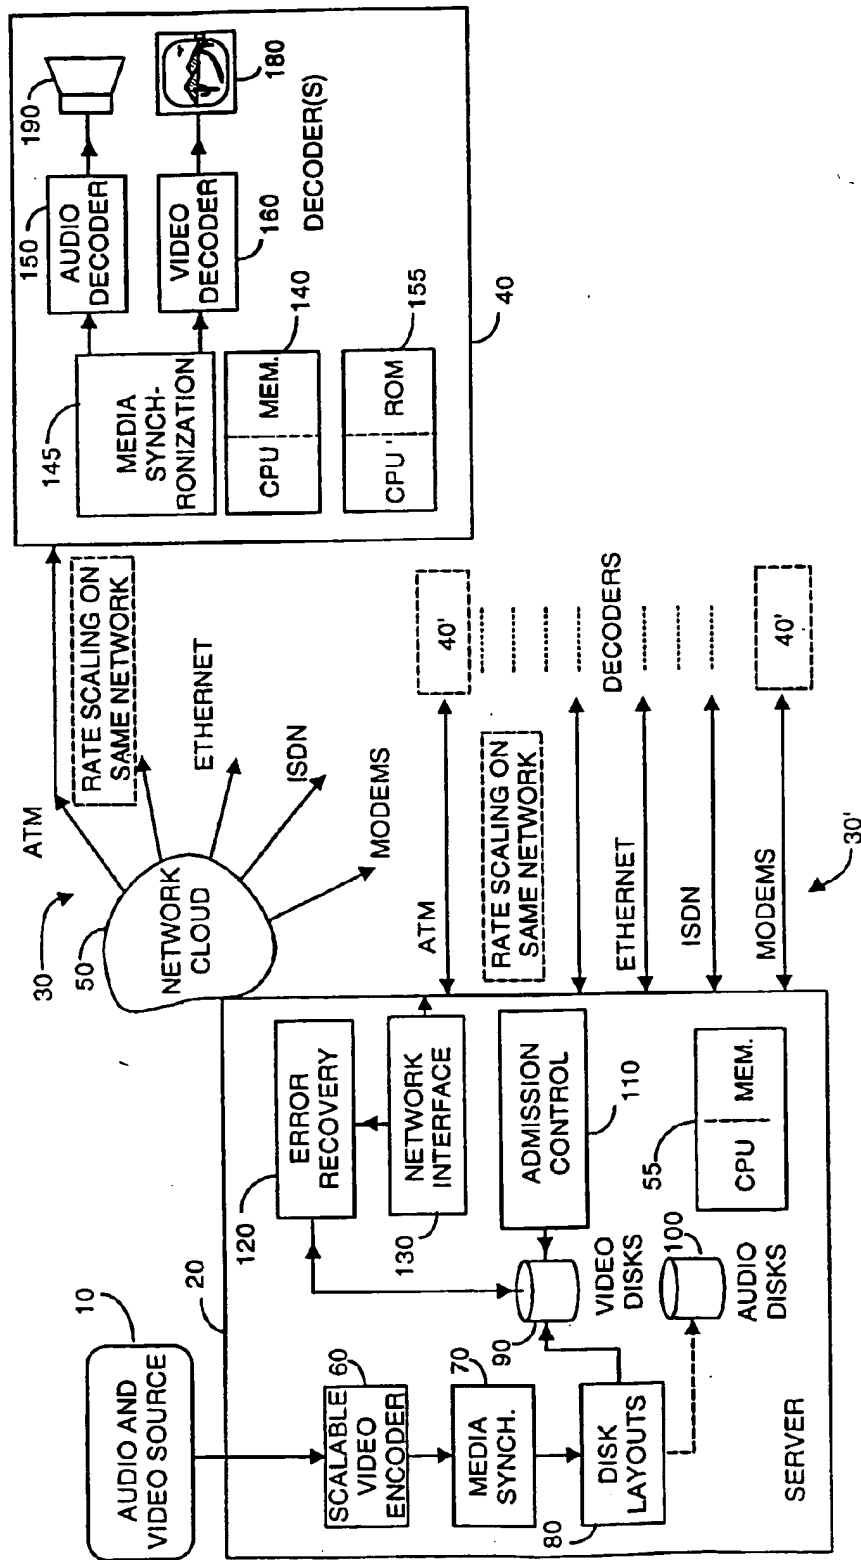 10
AUDIO AND
VIDEO SOURCE
20
60
SCALABLE
VIDEO
ENCODER
70
MEDIA
SYNCH.
80
DISK
LAYOUTS
SERVER
120
ERROR
RECOVERY
130
NETWORK
INTERFACE
90
VIDEO
DISKS
100
AUDIO
DISKS
ADMISSION
CONTROL
110
55
CPU
MEM.
30
50
NETWORK
CLOUD
ATM
RATE SCALING ON
SAME NETWORK
ETHERNET
ISDN
MODEMS
ATM
RATE SCALING ON
SAME NETWORK
ETHERNET
ISDN
MODEMS
30'
40'
DECODERS
40'
145
MEDIA
SYNCH-
RONIZATION
150
AUDIO
DECODER
190
VIDEO
DECODER
160
180
DECODER(S)
CPU
MEM.
140
CPU'
ROM
155
40